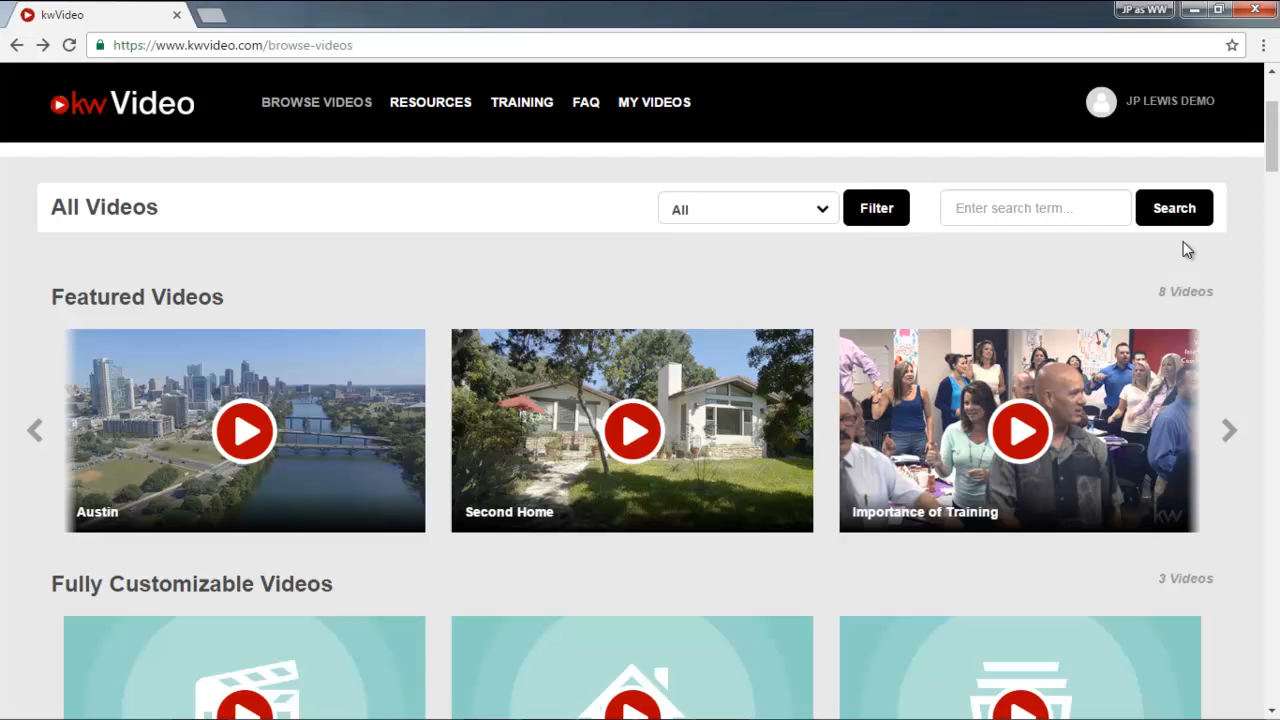 kwVideo
JP as WW
https://www.kwvideo.com/browse-videos
kw Video
BROWSE VIDEOS
RESOURCES
TRAINING
FAQ
MY VIDEOS
JP LEWIS DEMO
All Videos
All
Filter
Enter search term...
Search
Featured Videos
8 Videos
Austin
Second Home
Importance of Training
kw
Fully Customizable Videos
3 Videos